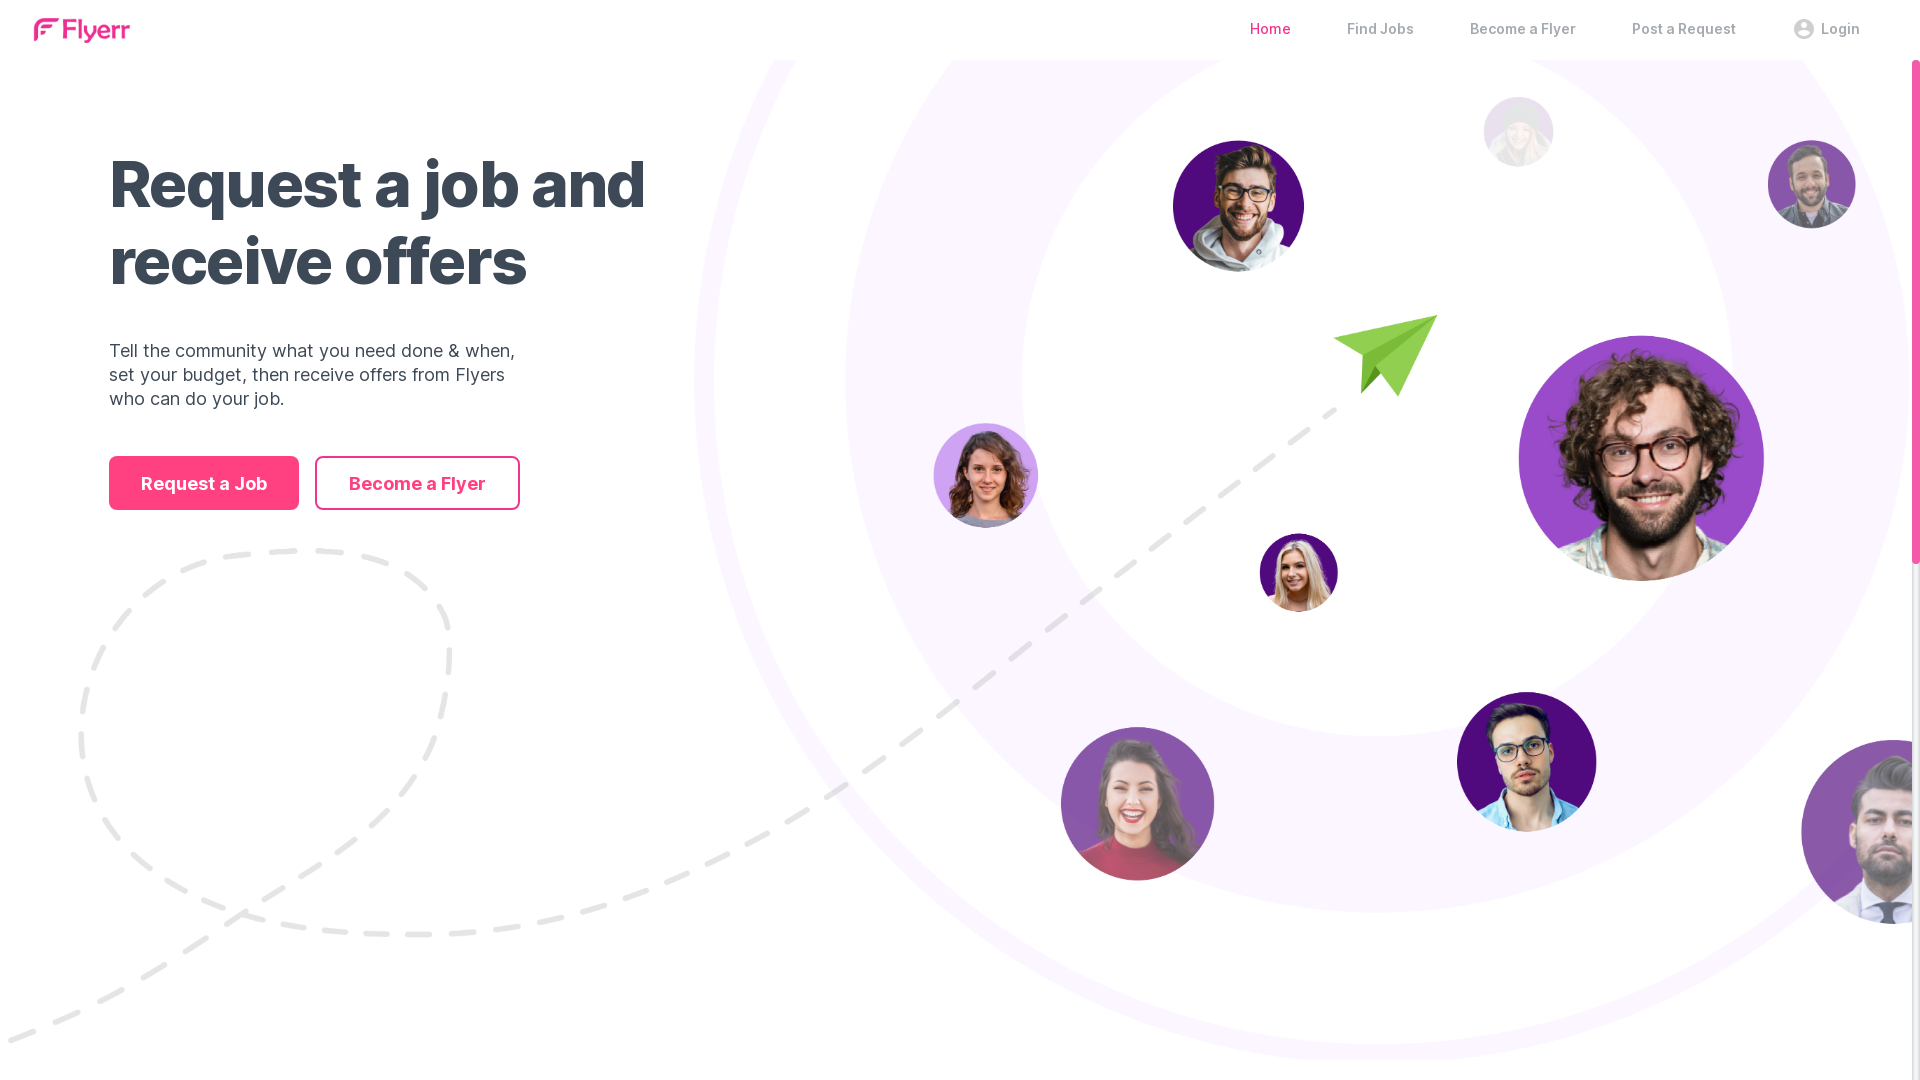 Flyerr
Home
Find Jobs
Become a Flyer
Post a Request
Login
Request a job and
receive offers
Tell the community what you need done & when,
set your budget, then receive offers from Flyers
who can do your job.
Request a Job
Become a Flyer